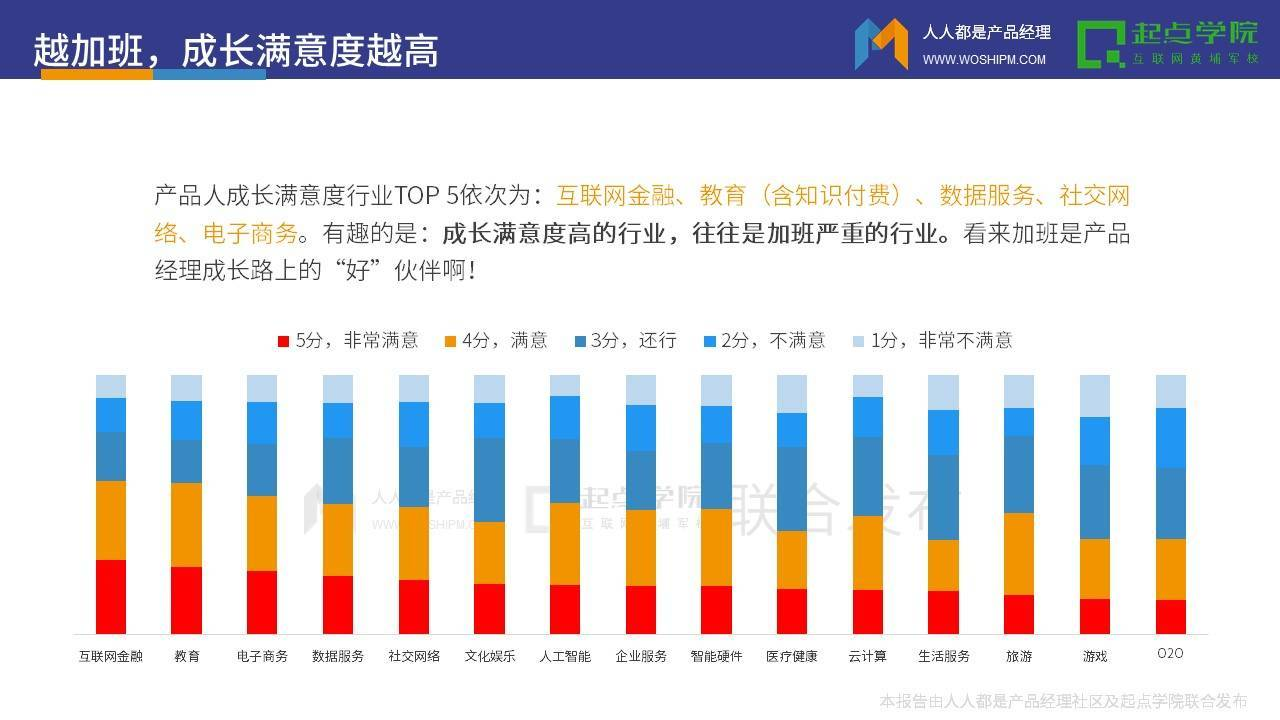 越加班，成长满意度越高
人人都是产品经理
WWW.WOSHIPM.COM
起点学院
互联网黄埔军校
产品人成长满意度行业TOP 5依次为：互联网金融、教育（含知识付费）、数据服务、社交网
络、电子商务。有趣的是：成长满意度高的行业，往往是加班严重的行业。看来加班是产品
经理成长路上的“好”伙伴啊！
5分，非常满意 4分，满意 3分，还行 2分，不满意 1分，非常不满意
联合发布
互联网金融 教育 电子商务 数据服务 社交网络 文化娱乐 人工智能 企业服务 智能硬件 医疗健康 云计算 生活服务 旅游 游戏 O2O
本报告由人人都是产品经理社区及起点学院联合发布